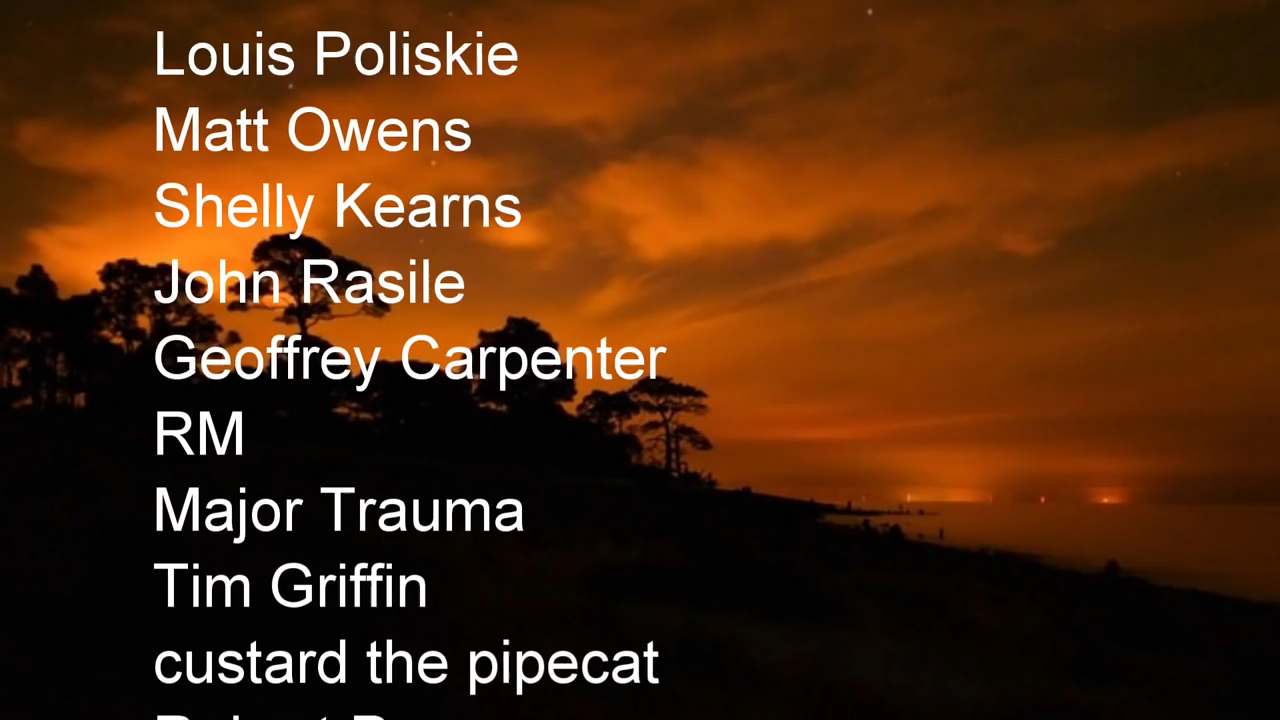 Louis Poliskie
Matt Owens
Shelly Kearns
John Rasile
Geoffrey Carpenter
RM
Major Trauma
Tim Griffin
custard the pipecat